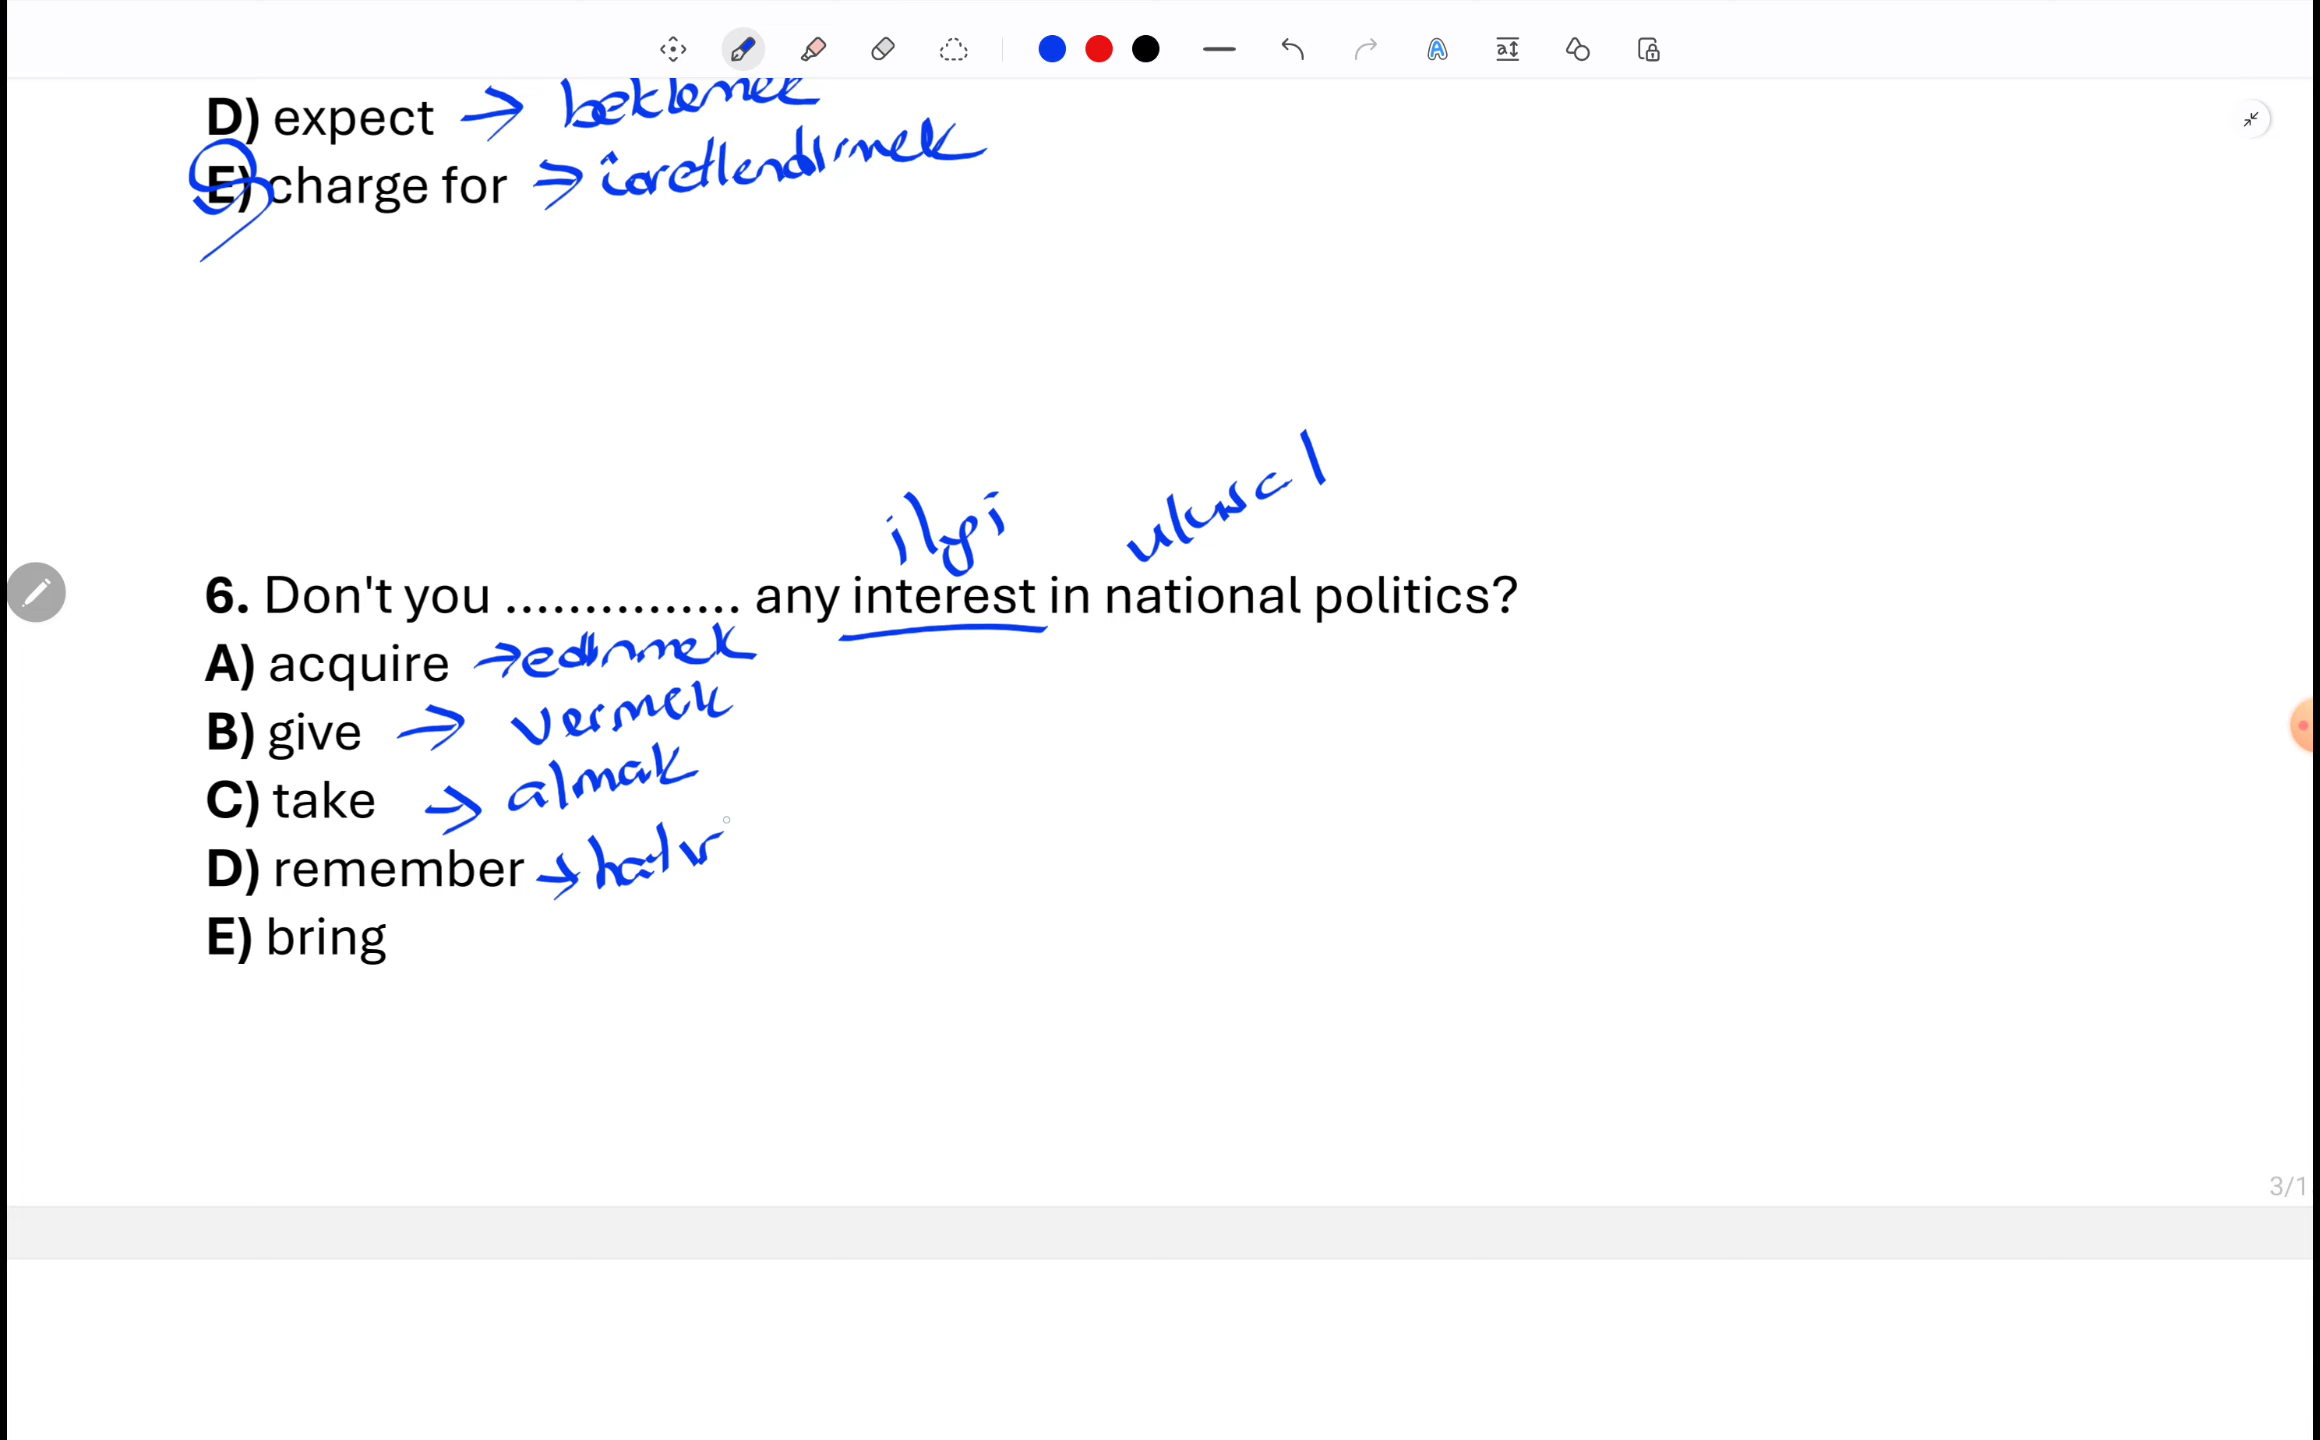 D) expect → beklemek
E) charge for → ücretlendirmek
ilgi ulusal
6. Don't you ............... any interest in national politics?
A) acquire → edinmek
B) give → vermek
C) take → almak
D) remember → hatır
E) bring
3/1